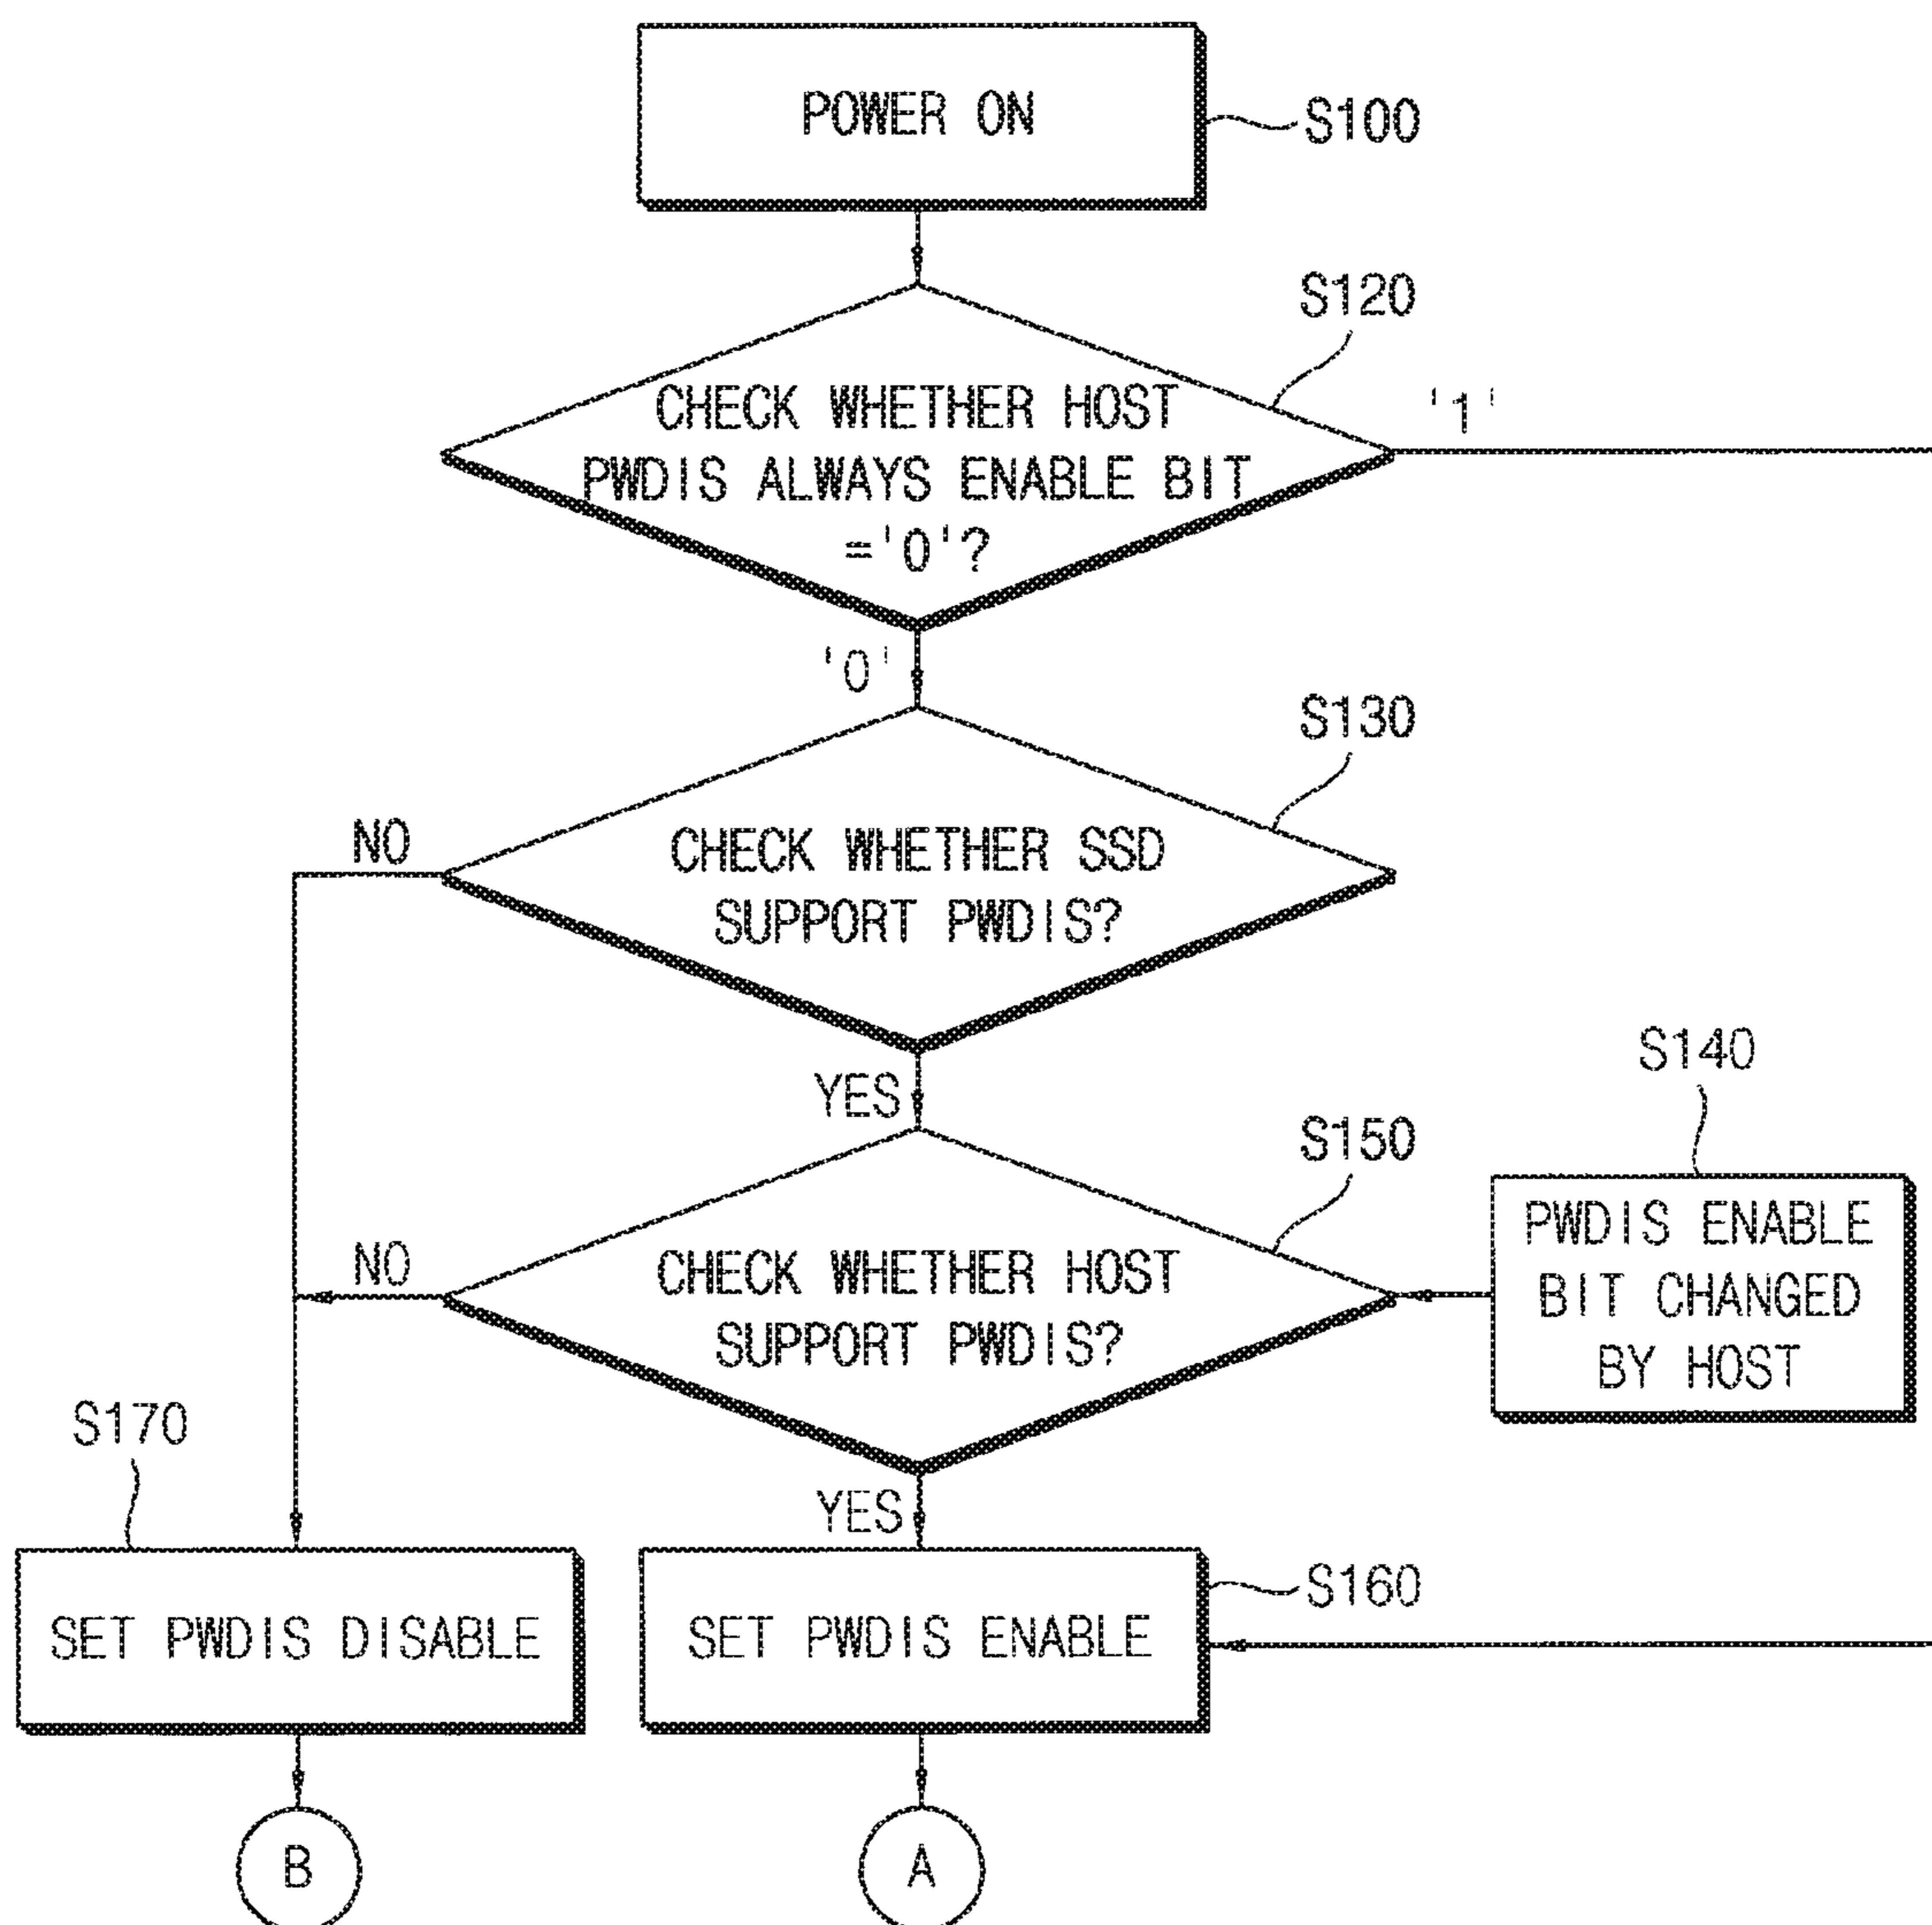 POWER ON
S100
S120
CHECK WHETHER HOST
PWDIS ALWAYS ENABLE BIT
='0'?
'1'
'0'
S130
NO
CHECK WHETHER SSD
SUPPORT PWDIS?
YES
S140
S150
PWDIS ENABLE
BIT CHANGED
BY HOST
NO
CHECK WHETHER HOST
SUPPORT PWDIS?
S170
YES
S160
SET PWDIS DISABLE
SET PWDIS ENABLE
B
A